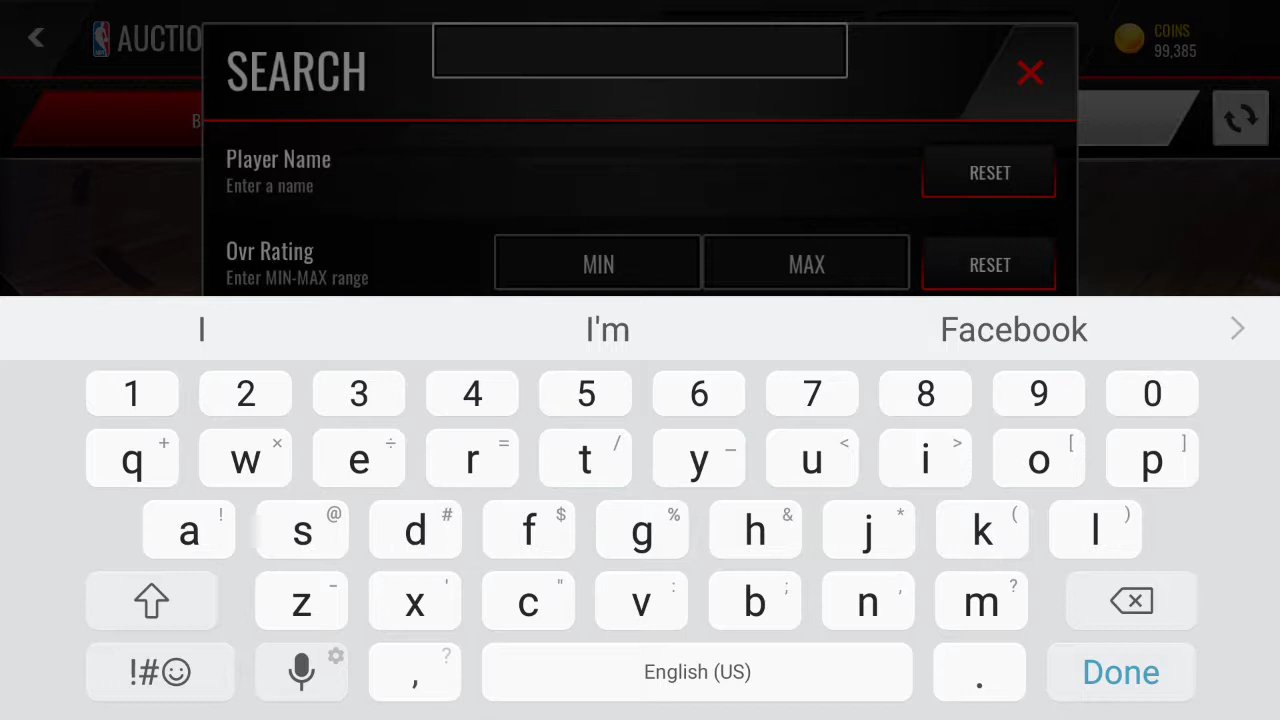 AUCTIO
COINS
99,385
SEARCH
B
Player Name
Enter a name
RESET
Ovr Rating
Enter MIN-MAX range
MIN
MAX
RESET
I
I'm
Facebook
1 2 3 4 5 6 7 8 9 0
q + w × e ÷ r = t / y _ u < i > o [ p ]
a ! s @ d # f $ g % h & j * k ( l )
z - x ' c " v : b ; n , m ?
!#☺ , ? English (US) . Done